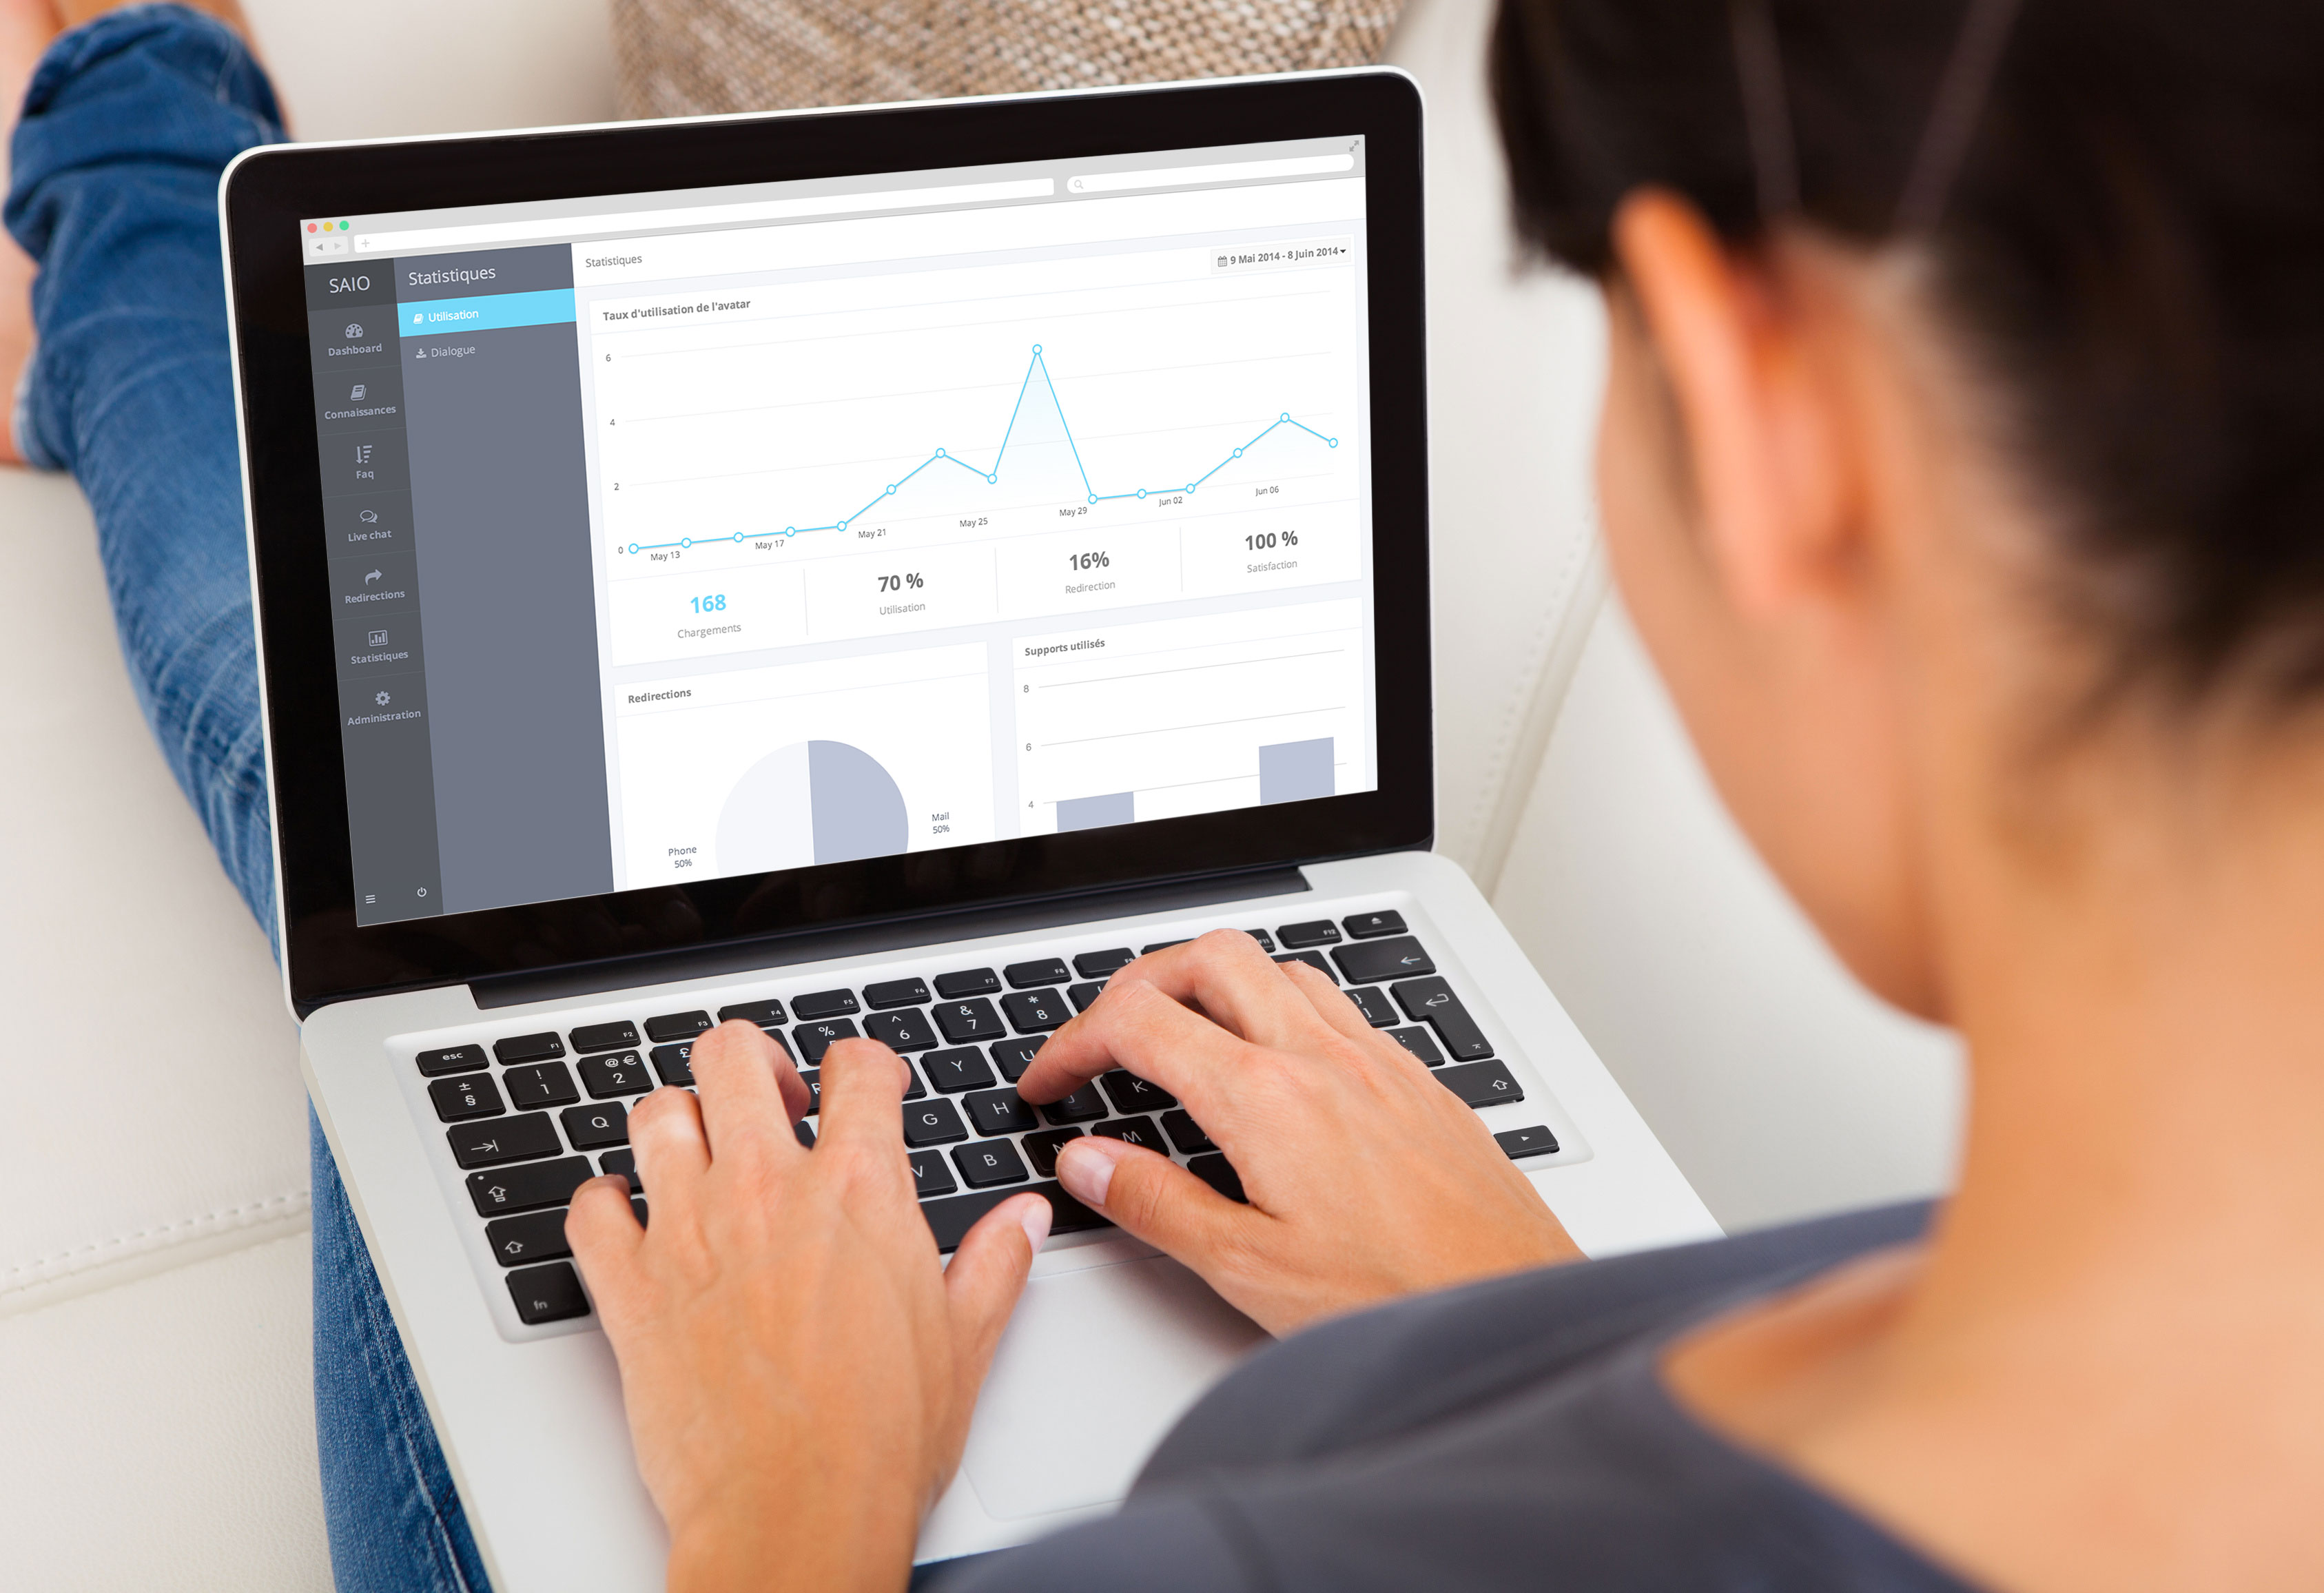 SAIO
Dashboard
Connaissances
Faq
Live chat
Redirections
Statistiques
Administration
Statistiques
Utilisation
Dialogue
Statistiques
9 Mai 2014 - 8 Juin 2014
Taux d'utilisation de l'avatar
6
4
2
0
May 13
May 17
May 21
May 25
May 29
Jun 02
Jun 06
168
Chargements
70 %
Utilisation
16%
Redirection
100 %
Satisfaction
Redirections
Phone
50%
Mail
50%
Supports utilisés
8
6
4
esc F1 F2 F3 F4 F5 F6 F7 F8 F11 F12
± § ! 1 @ € 2 £ % ^ 6 & 7 * 8
Q R Y U
G H J K
V B N M
fn